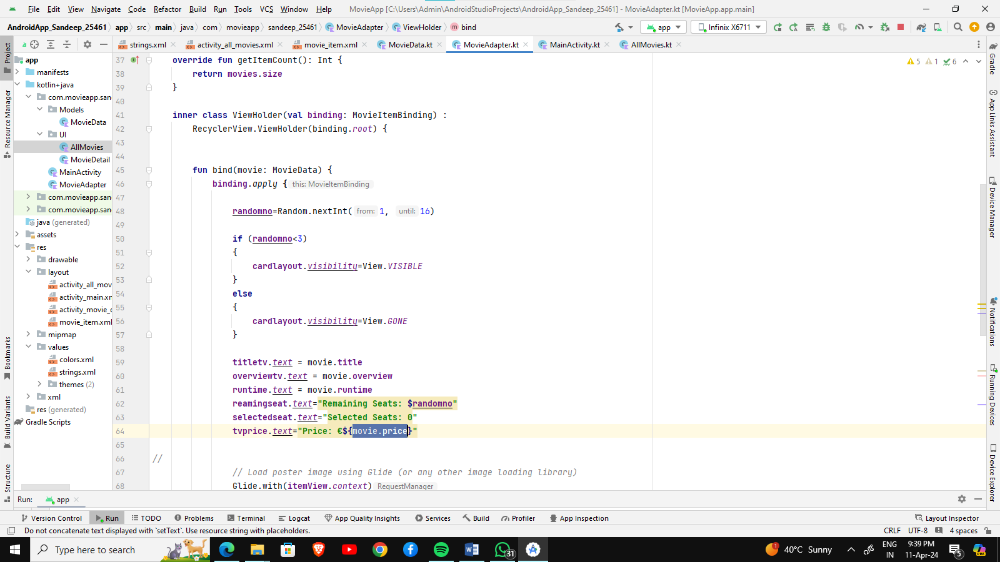 File Edit View Navigate Code Refactor Build Run Tools VCS Window Help MovieApp [C:\Users\Admin\AndroidStudioProjects\AndroidApp_Sandeep_25461] - MovieAdapter.kt [MovieApp.app.main]
AndroidApp_Sandeep_25461 app src main java com movieapp sandeep_25461 MovieAdapter ViewHolder bind app Infinix X6711
strings.xml activity_all_movies.xml movie_item.xml MovieData.kt MovieAdapter.kt MainActivity.kt AllMovies.kt
Project
Resource Manager
Bookmarks
Build Variants
Structure
app
manifests
kotlin+java
com.movieapp.san
Models
MovieData
UI
AllMovies
MovieDetail
MainActivity
MovieAdapter
com.movieapp.san
com.movieapp.san
java (generated)
assets
res
drawable
layout
activity_all_mov
activity_main.xm
activity_movie_
movie_item.xml
mipmap
values
colors.xml
strings.xml
themes (2)
xml
res (generated)
Gradle Scripts
5 1 6
37 override fun getItemCount(): Int {
38 return movies.size
39 }
40
41 inner class ViewHolder(val binding: MovieItemBinding) :
42 RecyclerView.ViewHolder(binding.root) {
43
44
45 fun bind(movie: MovieData) {
46 binding.apply { this: MovieItemBinding
47
48 randomno=Random.nextInt( from: 1, until: 16)
49
50 if (randomno<3)
51 {
52 cardlayout.visibility=View.VISIBLE
53 }
54 else
55 {
56 cardlayout.visibility=View.GONE
57 }
58
59 titletv.text = movie.title
60 overviewtv.text = movie.overview
61 runtime.text = movie.runtime
62 reamingseat.text="Remaining Seats: $randomno"
63 selectedseat.text="Selected Seats: 0"
64 tvprice.text="Price: €${movie.price}"
65
66 //
67 // Load poster image using Glide (or any other image loading library)
68 Glide.with(itemView.context) RequestManager
Gradle
App Links Assistant
Device Manager
Notifications
Running Devices
Device Explorer
Run: app
Version Control Run TODO Problems Terminal Logcat App Quality Insights Services Build Profiler App Inspection Layout Inspector
Do not concatenate text displayed with `setText`. Use resource string with placeholders. CRLF UTF-8 4 spaces
Type here to search 31 1 40°C Sunny ENG IN 9:39 PM 11-Apr-24 5 PRE